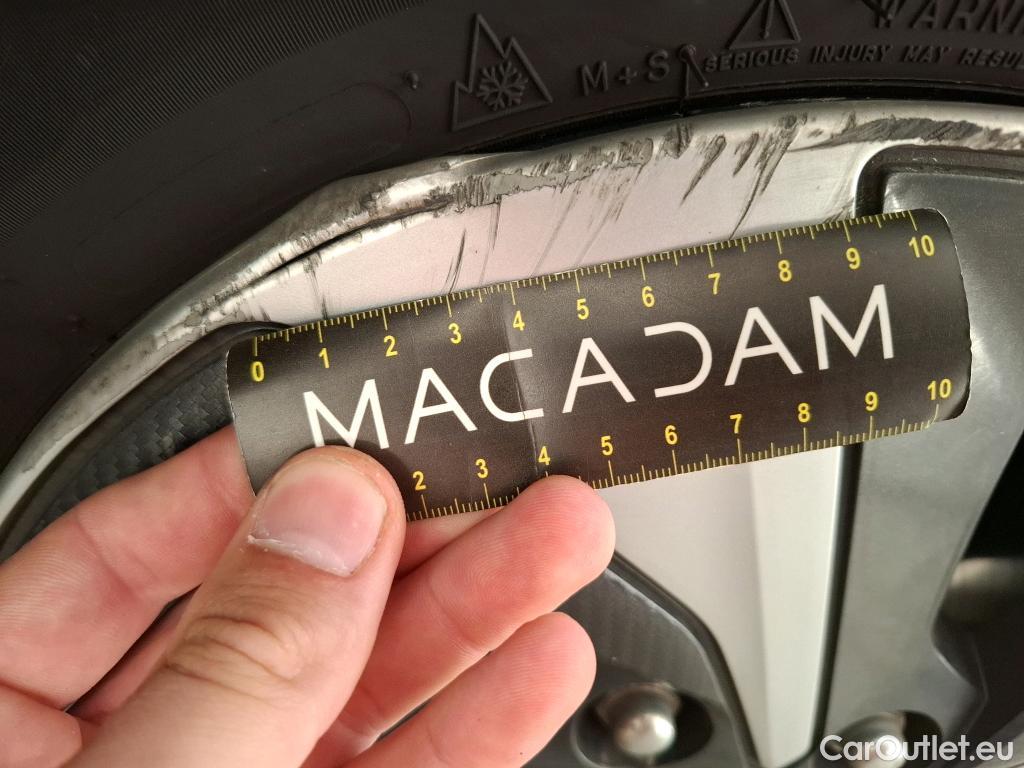 WARNI
M+S SERIOUS INJURY MAY RESUL
0 1 2 3 4 5 6 7 8 9 10
MACADAM
2 3 4 5 6 7 8 9 10
CarOutlet.eu